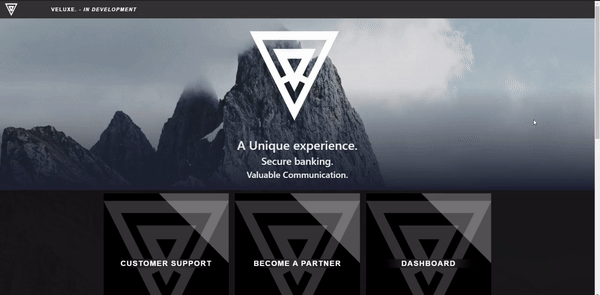 VELUXE. - IN DEVELOPMENT
A Unique experience.
Secure banking.
Valuable Communication.
CUSTOMER SUPPORT
BECOME A PARTNER
DASHBOARD